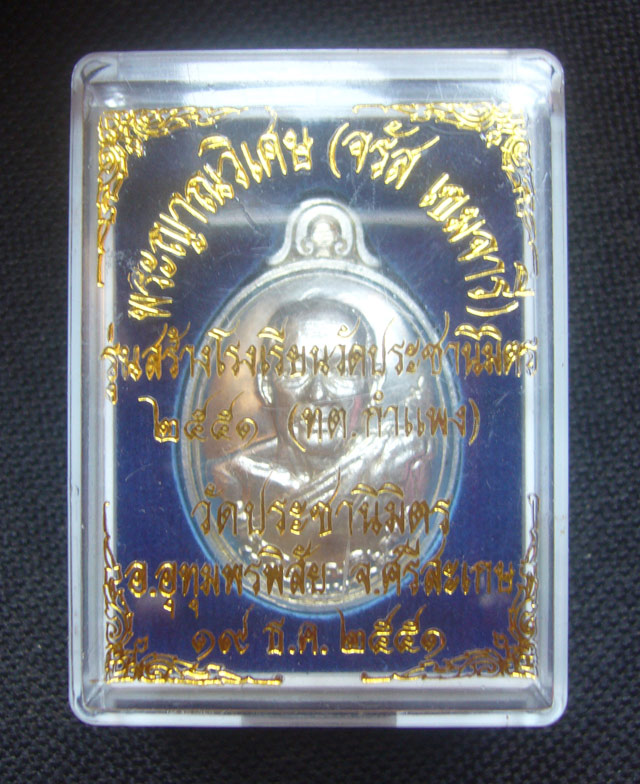 พระญาณวิเศษ (จรัส เขมจารี)
รุ่นสร้างโรงเรียนวัดประชานิมิตร
๒๕๕๑ (ทต.กำแพง)
วัดประชานิมิตร
อ.อุทุมพรพิสัย จ.ศรีสะเกษ
๑๙ ธ.ค. ๒๕๕๑